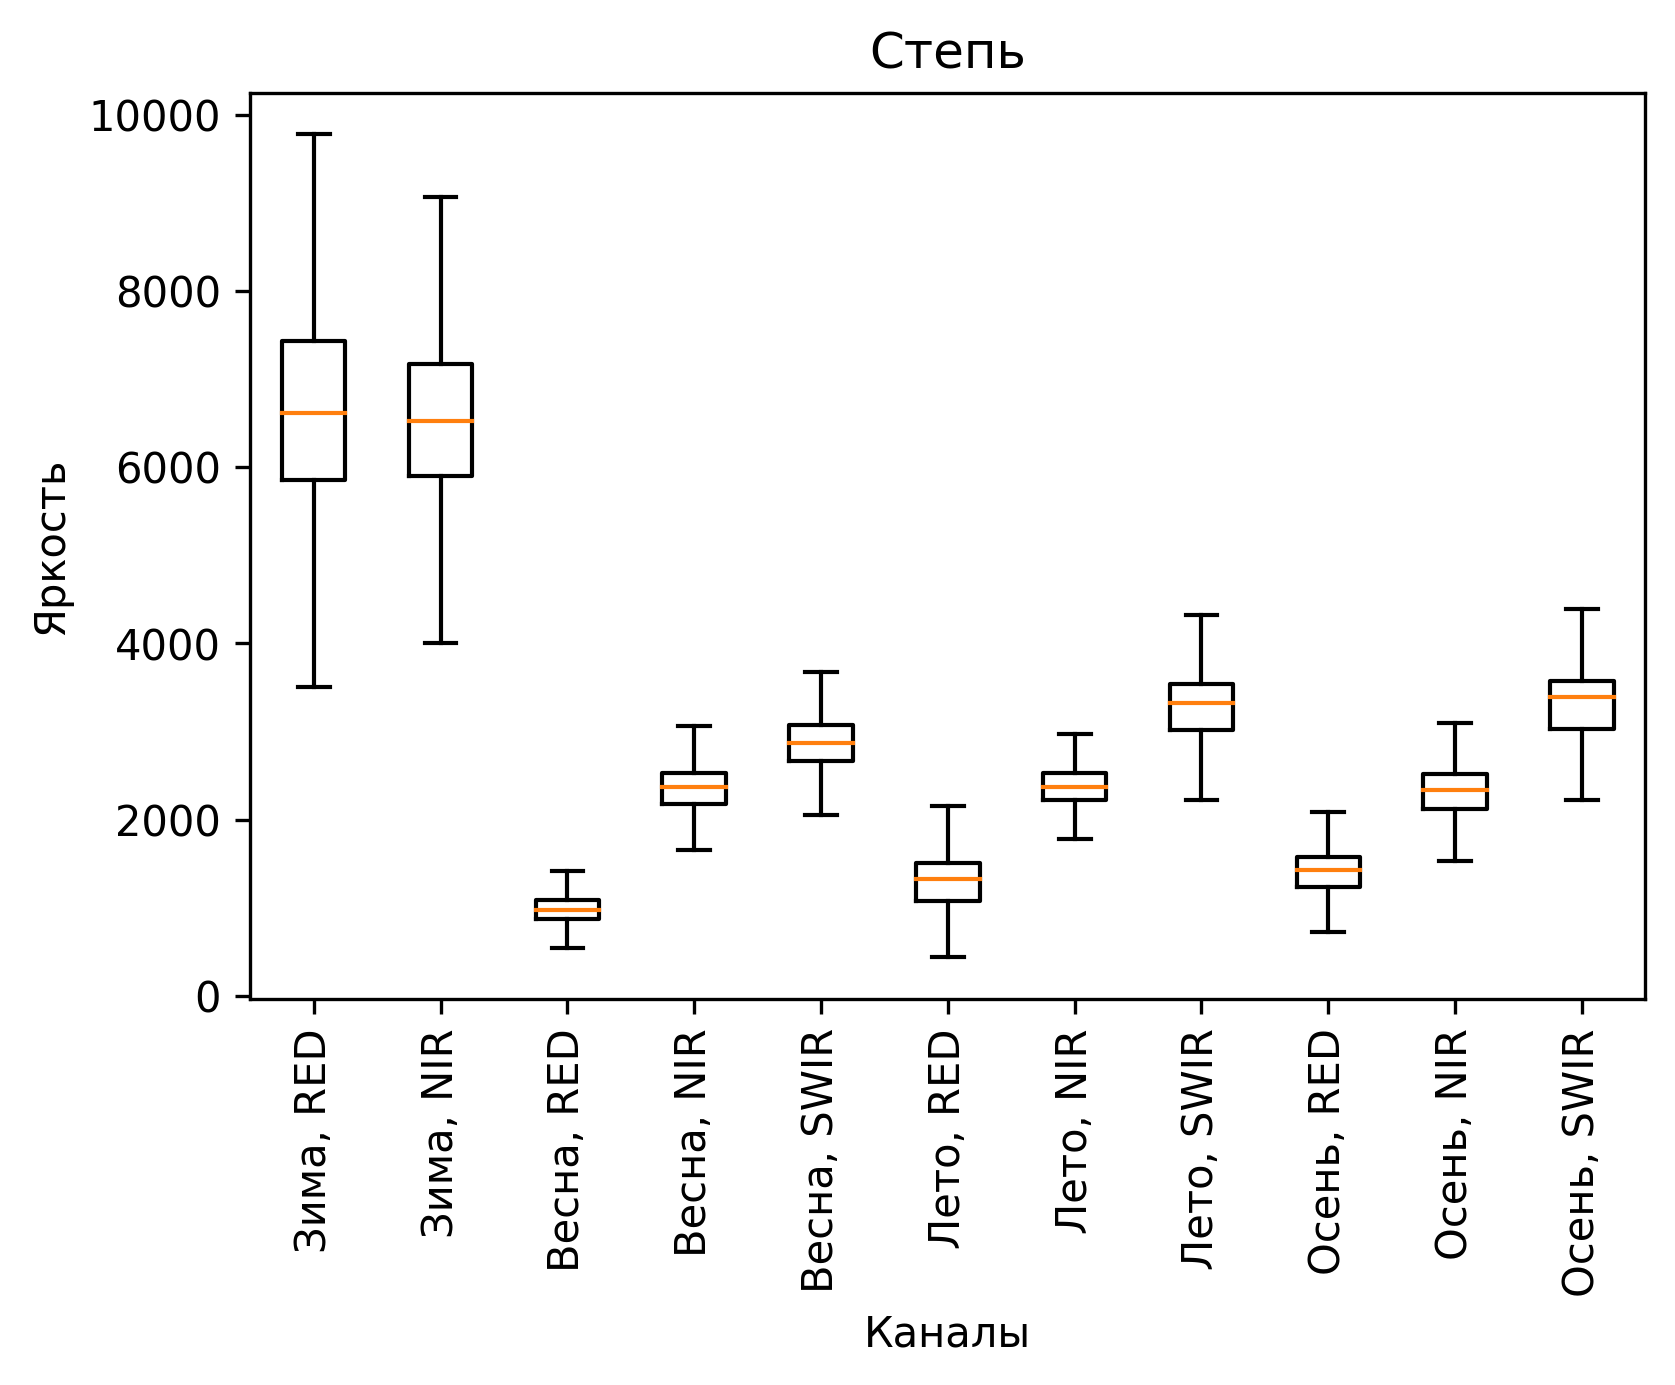 Степь
10000
8000
6000
4000
2000
0
Яркость
Зима, RED
Зима, NIR
Весна, RED
Весна, NIR
Весна, SWIR
Лето, RED
Лето, NIR
Лето, SWIR
Осень, RED
Осень, NIR
Осень, SWIR
Каналы